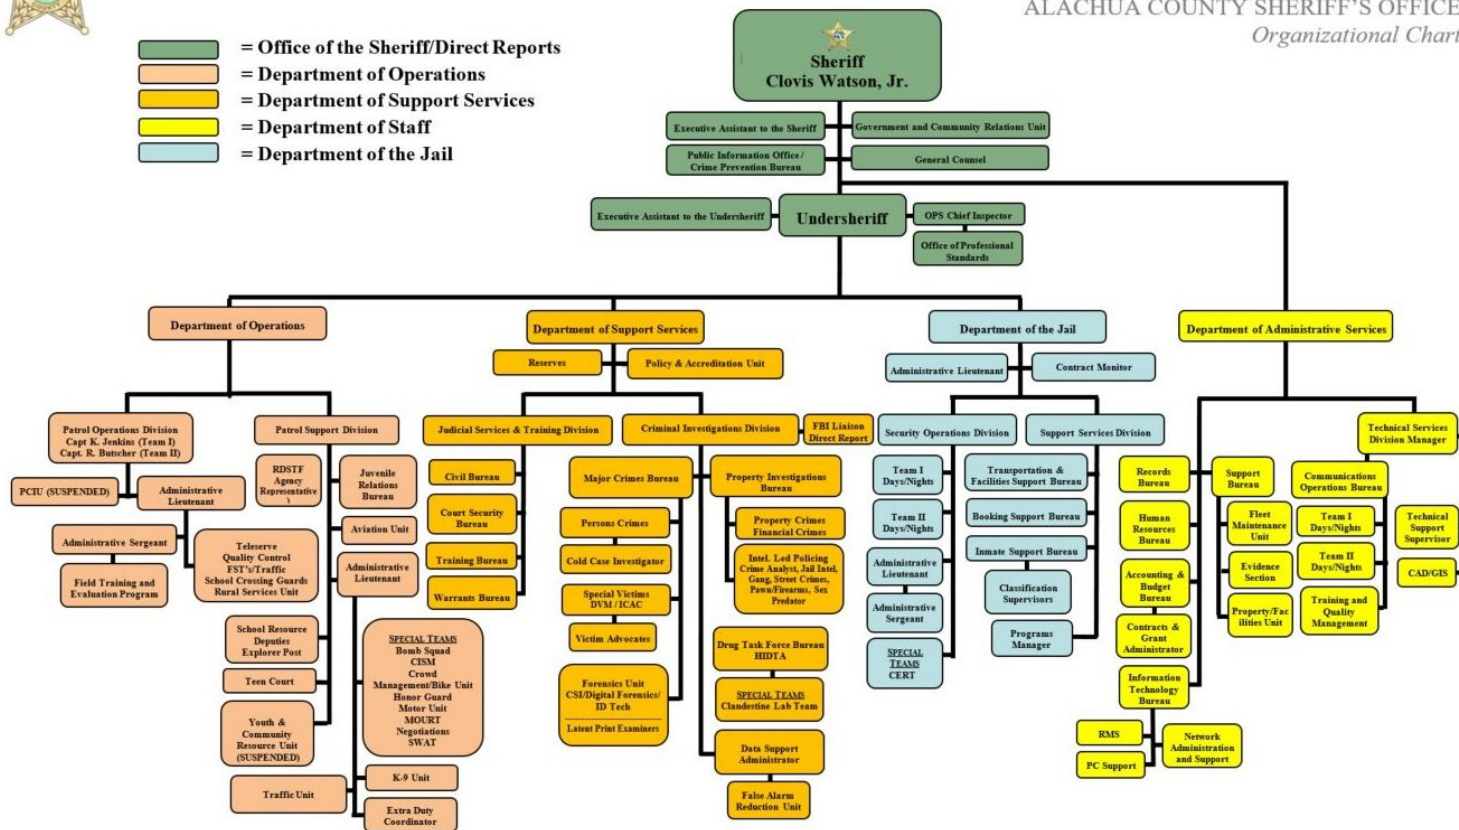 ALACHUA COUNTY SHERIFF'S OFFICE
Organizational Chart
= Office of the Sheriff/Direct Reports
= Department of Operations
= Department of Support Services
= Department of Staff
= Department of the Jail
Sheriff
Clovis Watson, Jr.
Executive Assistant to the Sheriff
Government and Community Relations Unit
Public Information Office /
Crime Prevention Bureau
General Counsel
Executive Assistant to the Undersheriff
Undersheriff
OPS Chief Inspector
Office of Professional
Standards
Department of Operations
Department of Support Services
Department of the Jail
Department of Administrative Services
Reserves
Policy & Accreditation Unit
Administrative Lieutenant
Contract Monitor
Patrol Operations Division
Capt K. Jenkins (Team I)
Capt. R. Butscher (Team II)
Patrol Support Division
PCIU (SUSPENDED)
Administrative
Lieutenant
Administrative Sergeant
Field Training and
Evaluation Program
Teleserve
Quality Control
FST's/Traffic
School Crossing Guards
Rural Services Unit
RDSTF
Agency
Representative
)
Juvenile
Relations
Bureau
Aviation Unit
Administrative
Lieutenant
School Resource
Deputies
Explorer Post
Teen Court
Youth &
Community
Resource Unit
(SUSPENDED)
SPECIAL TEAMS
Bomb Squad
CISM
Crowd
Management/Bike Unit
Honor Guard
Motor Unit
MOURT
Negotiations
SWAT
K-9 Unit
Traffic Unit
Extra Duty
Coordinator
Judicial Services & Training Division
Civil Bureau
Court Security
Bureau
Training Bureau
Warrants Bureau
Criminal Investigations Division
FBI Liaison
Direct Report
Major Crimes Bureau
Persons Crimes
Cold Case Investigator
Special Victims
DVM / ICAC
Victim Advocates
Forensics Unit
CSI/Digital Forensics/
ID Tech
Latent Print Examiners
Property Investigations
Bureau
Property Crimes
Financial Crimes
Intel. Led Policing
Crime Analyst, Jail Intel,
Gang, Street Crimes,
Pawn/Firearms, Sex
Predator
Drug Task Force Bureau
HIDTA
SPECIAL TEAMS
Clandestine Lab Team
Data Support
Administrator
False Alarm
Reduction Unit
Security Operations Division
Team I
Days/Nights
Team II
Days/Nights
Administrative
Lieutenant
Administrative
Sergeant
SPECIAL
TEAMS
CERT
Support Services Division
Transportation &
Facilities Support Bureau
Booking Support Bureau
Inmate Support Bureau
Classification
Supervisors
Programs
Manager
Records
Bureau
Human
Resources
Bureau
Accounting &
Budget
Bureau
Contracts &
Grant
Administrator
Information
Technology
Bureau
RMS
PC Support
Network
Administration
and Support
Support
Bureau
Fleet
Maintenance
Unit
Evidence
Section
Property/Fac
ilities Unit
Technical Services
Division Manager
Communications
Operations Bureau
Team I
Days/Nights
Team II
Days/Nights
Training and
Quality
Management
Technical
Support
Supervisor
CAD/GIS